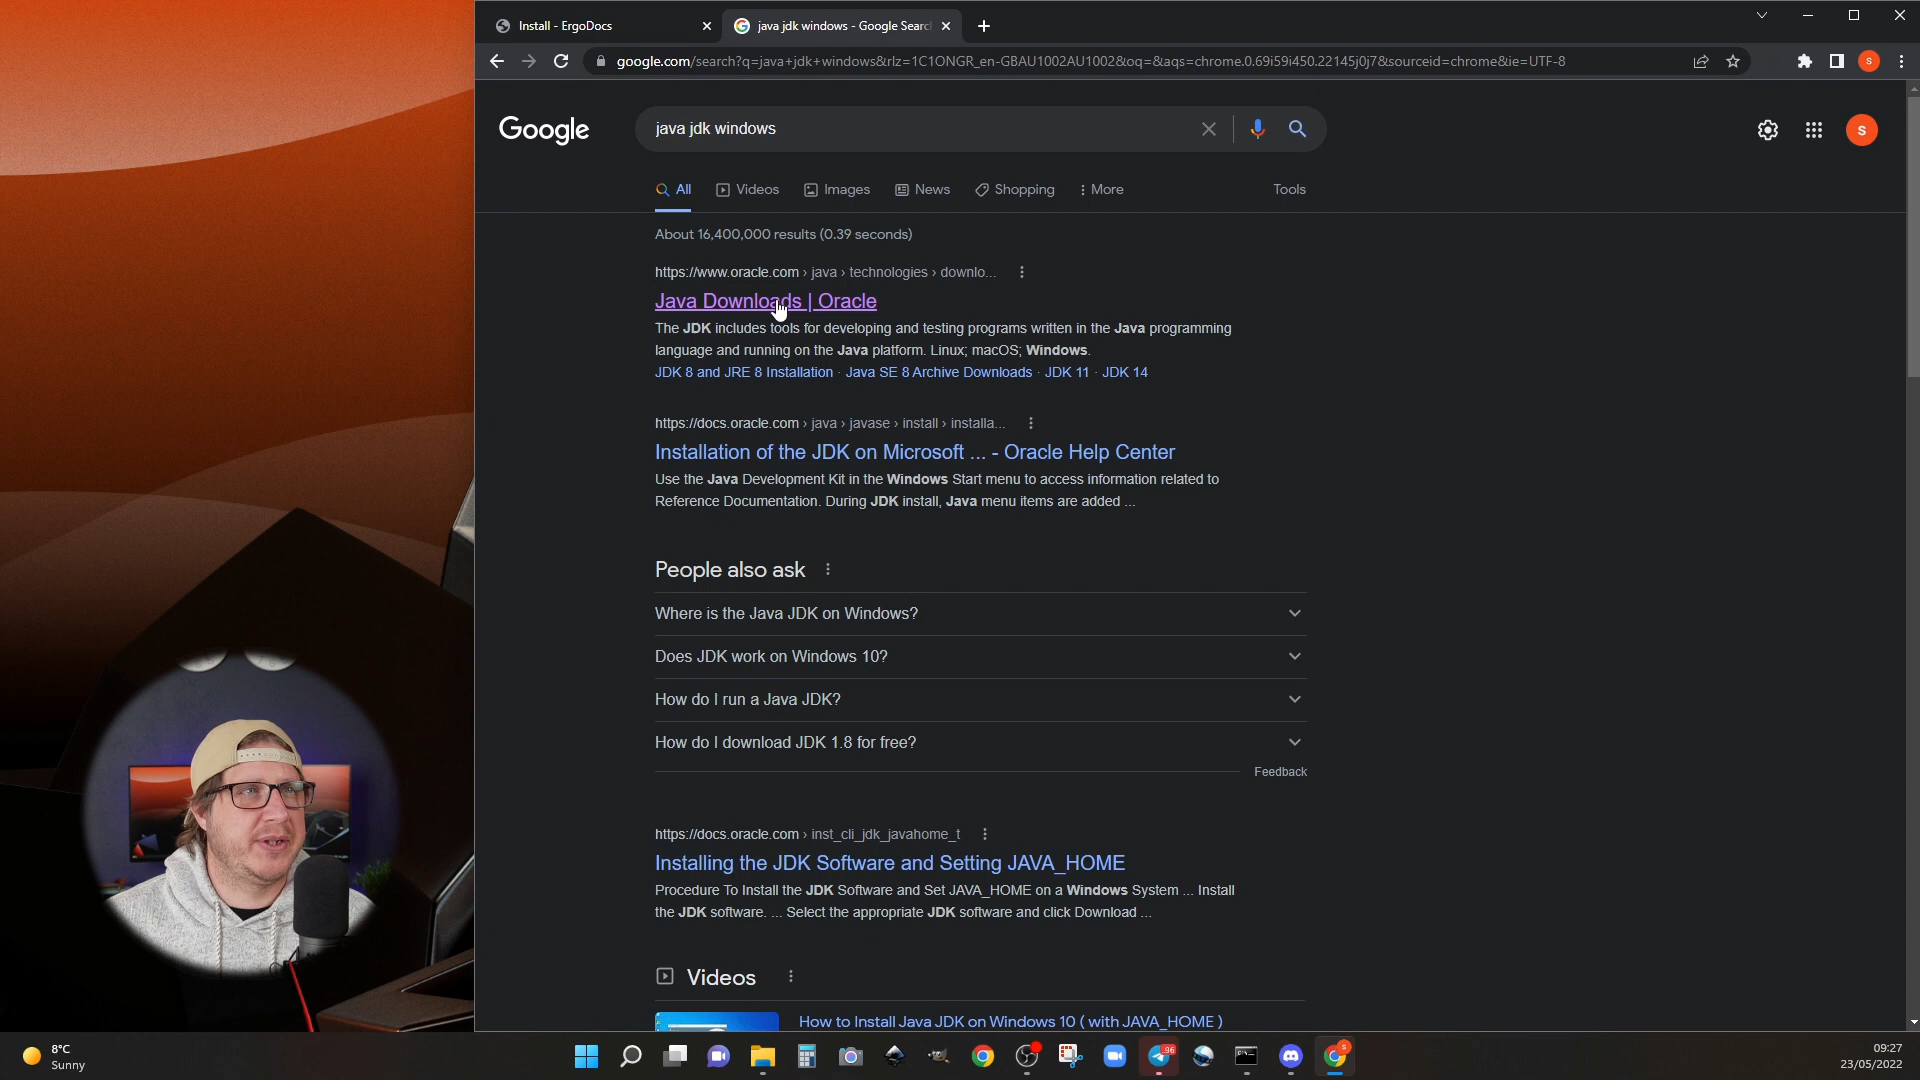 Install - ErgoDocs
java jdk windows - Google Searc
google.com/search?q=java+jdk+windows&rlz=1C1ONGR_en-GBAU1002AU1002&oq=&aqs=chrome.0.69i59i450.22145j0j7&sourceid=chrome&ie=UTF-8
S
Google
java jdk windows
S
All
Videos
Images
News
Shopping
More
Tools
About 16,400,000 results (0.39 seconds)
https://www.oracle.com › java › technologies › downlo...
Java Downloads | Oracle
The JDK includes tools for developing and testing programs written in the Java programming
language and running on the Java platform. Linux; macOS; Windows.
JDK 8 and JRE 8 Installation · Java SE 8 Archive Downloads · JDK 11 · JDK 14
https://docs.oracle.com › java › javase › install › installa...
Installation of the JDK on Microsoft ... - Oracle Help Center
Use the Java Development Kit in the Windows Start menu to access information related to
Reference Documentation. During JDK install, Java menu items are added ...
People also ask
Where is the Java JDK on Windows?
Does JDK work on Windows 10?
How do I run a Java JDK?
How do I download JDK 1.8 for free?
Feedback
https://docs.oracle.com › inst_cli_jdk_javahome_t
Installing the JDK Software and Setting JAVA_HOME
Procedure To Install the JDK Software and Set JAVA_HOME on a Windows System ... Install
the JDK software. ... Select the appropriate JDK software and click Download ...
Videos
How to Install Java JDK on Windows 10 ( with JAVA_HOME )
8°C
Sunny
96
S
09:27
23/05/2022